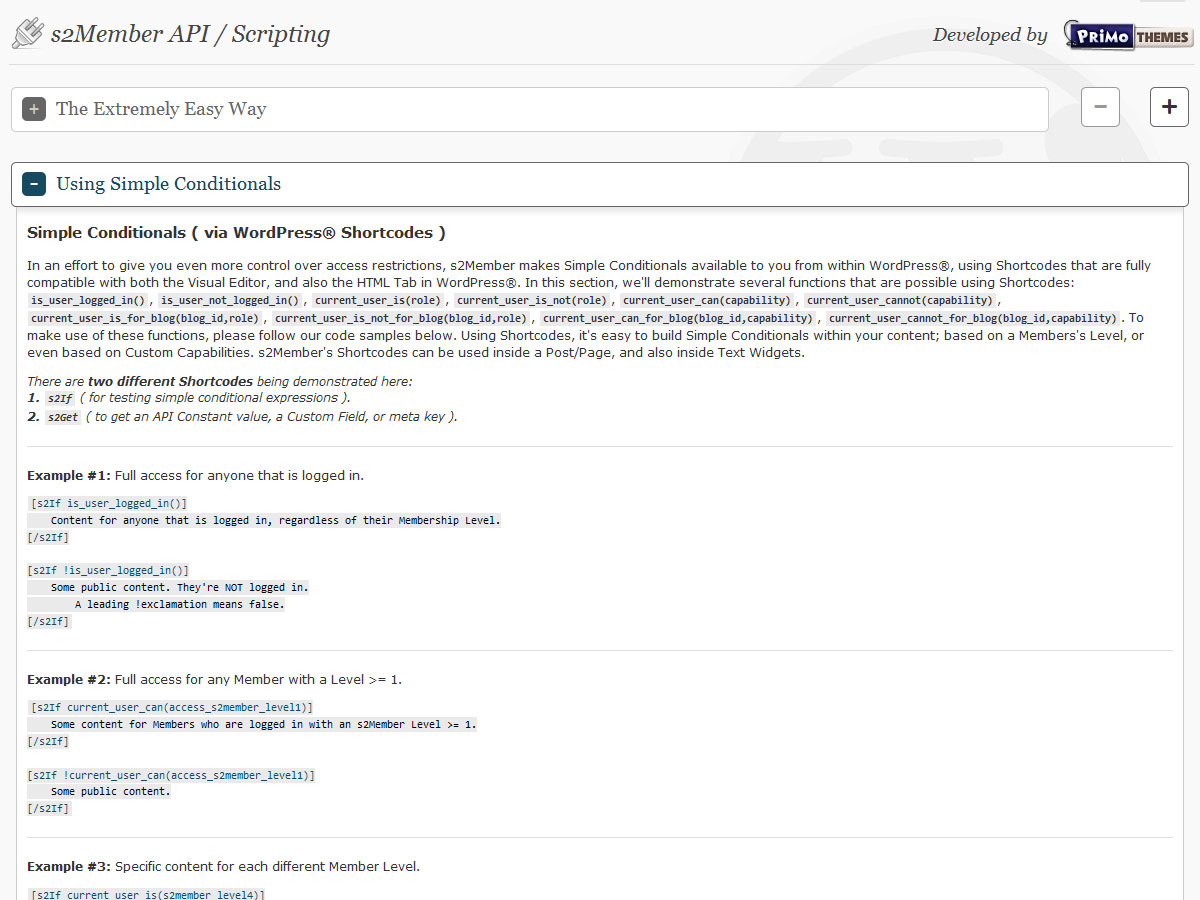 s2Member API / Scripting
Developed by PRiMo THEMES
+ The Extremely Easy Way
− +
- Using Simple Conditionals
Simple Conditionals ( via WordPress® Shortcodes )
In an effort to give you even more control over access restrictions, s2Member makes Simple Conditionals available to you from within WordPress®, using Shortcodes that are fully
compatible with both the Visual Editor, and also the HTML Tab in WordPress®. In this section, we'll demonstrate several functions that are possible using Shortcodes:
is_user_logged_in() , is_user_not_logged_in() , current_user_is(role) , current_user_is_not(role) , current_user_can(capability) , current_user_cannot(capability) ,
current_user_is_for_blog(blog_id,role) , current_user_is_not_for_blog(blog_id,role) , current_user_can_for_blog(blog_id,capability) , current_user_cannot_for_blog(blog_id,capability) . To
make use of these functions, please follow our code samples below. Using Shortcodes, it's easy to build Simple Conditionals within your content; based on a Members's Level, or
even based on Custom Capabilities. s2Member's Shortcodes can be used inside a Post/Page, and also inside Text Widgets.
There are two different Shortcodes being demonstrated here:
1. s2If ( for testing simple conditional expressions ).
2. s2Get ( to get an API Constant value, a Custom Field, or meta key ).
Example #1: Full access for anyone that is logged in.
[s2If is_user_logged_in()]
Content for anyone that is logged in, regardless of their Membership Level.
[/s2If]
[s2If !is_user_logged_in()]
Some public content. They're NOT logged in.
A leading !exclamation means false.
[/s2If]
Example #2: Full access for any Member with a Level >= 1.
[s2If current_user_can(access_s2member_level1)]
Some content for Members who are logged in with an s2Member Level >= 1.
[/s2If]
[s2If !current_user_can(access_s2member_level1)]
Some public content.
[/s2If]
Example #3: Specific content for each different Member Level.
[s2If current_user_is(s2member_level4)]